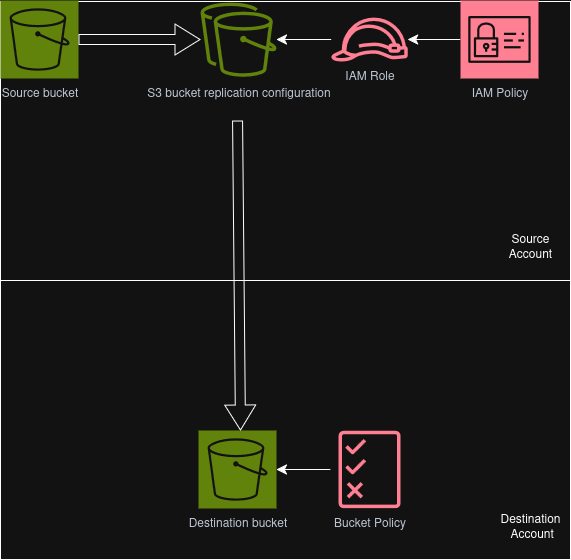 Source bucket
S3 bucket replication configuration
IAM Role
IAM Policy
Source
Account
Destination bucket
Bucket Policy
Destination
Account